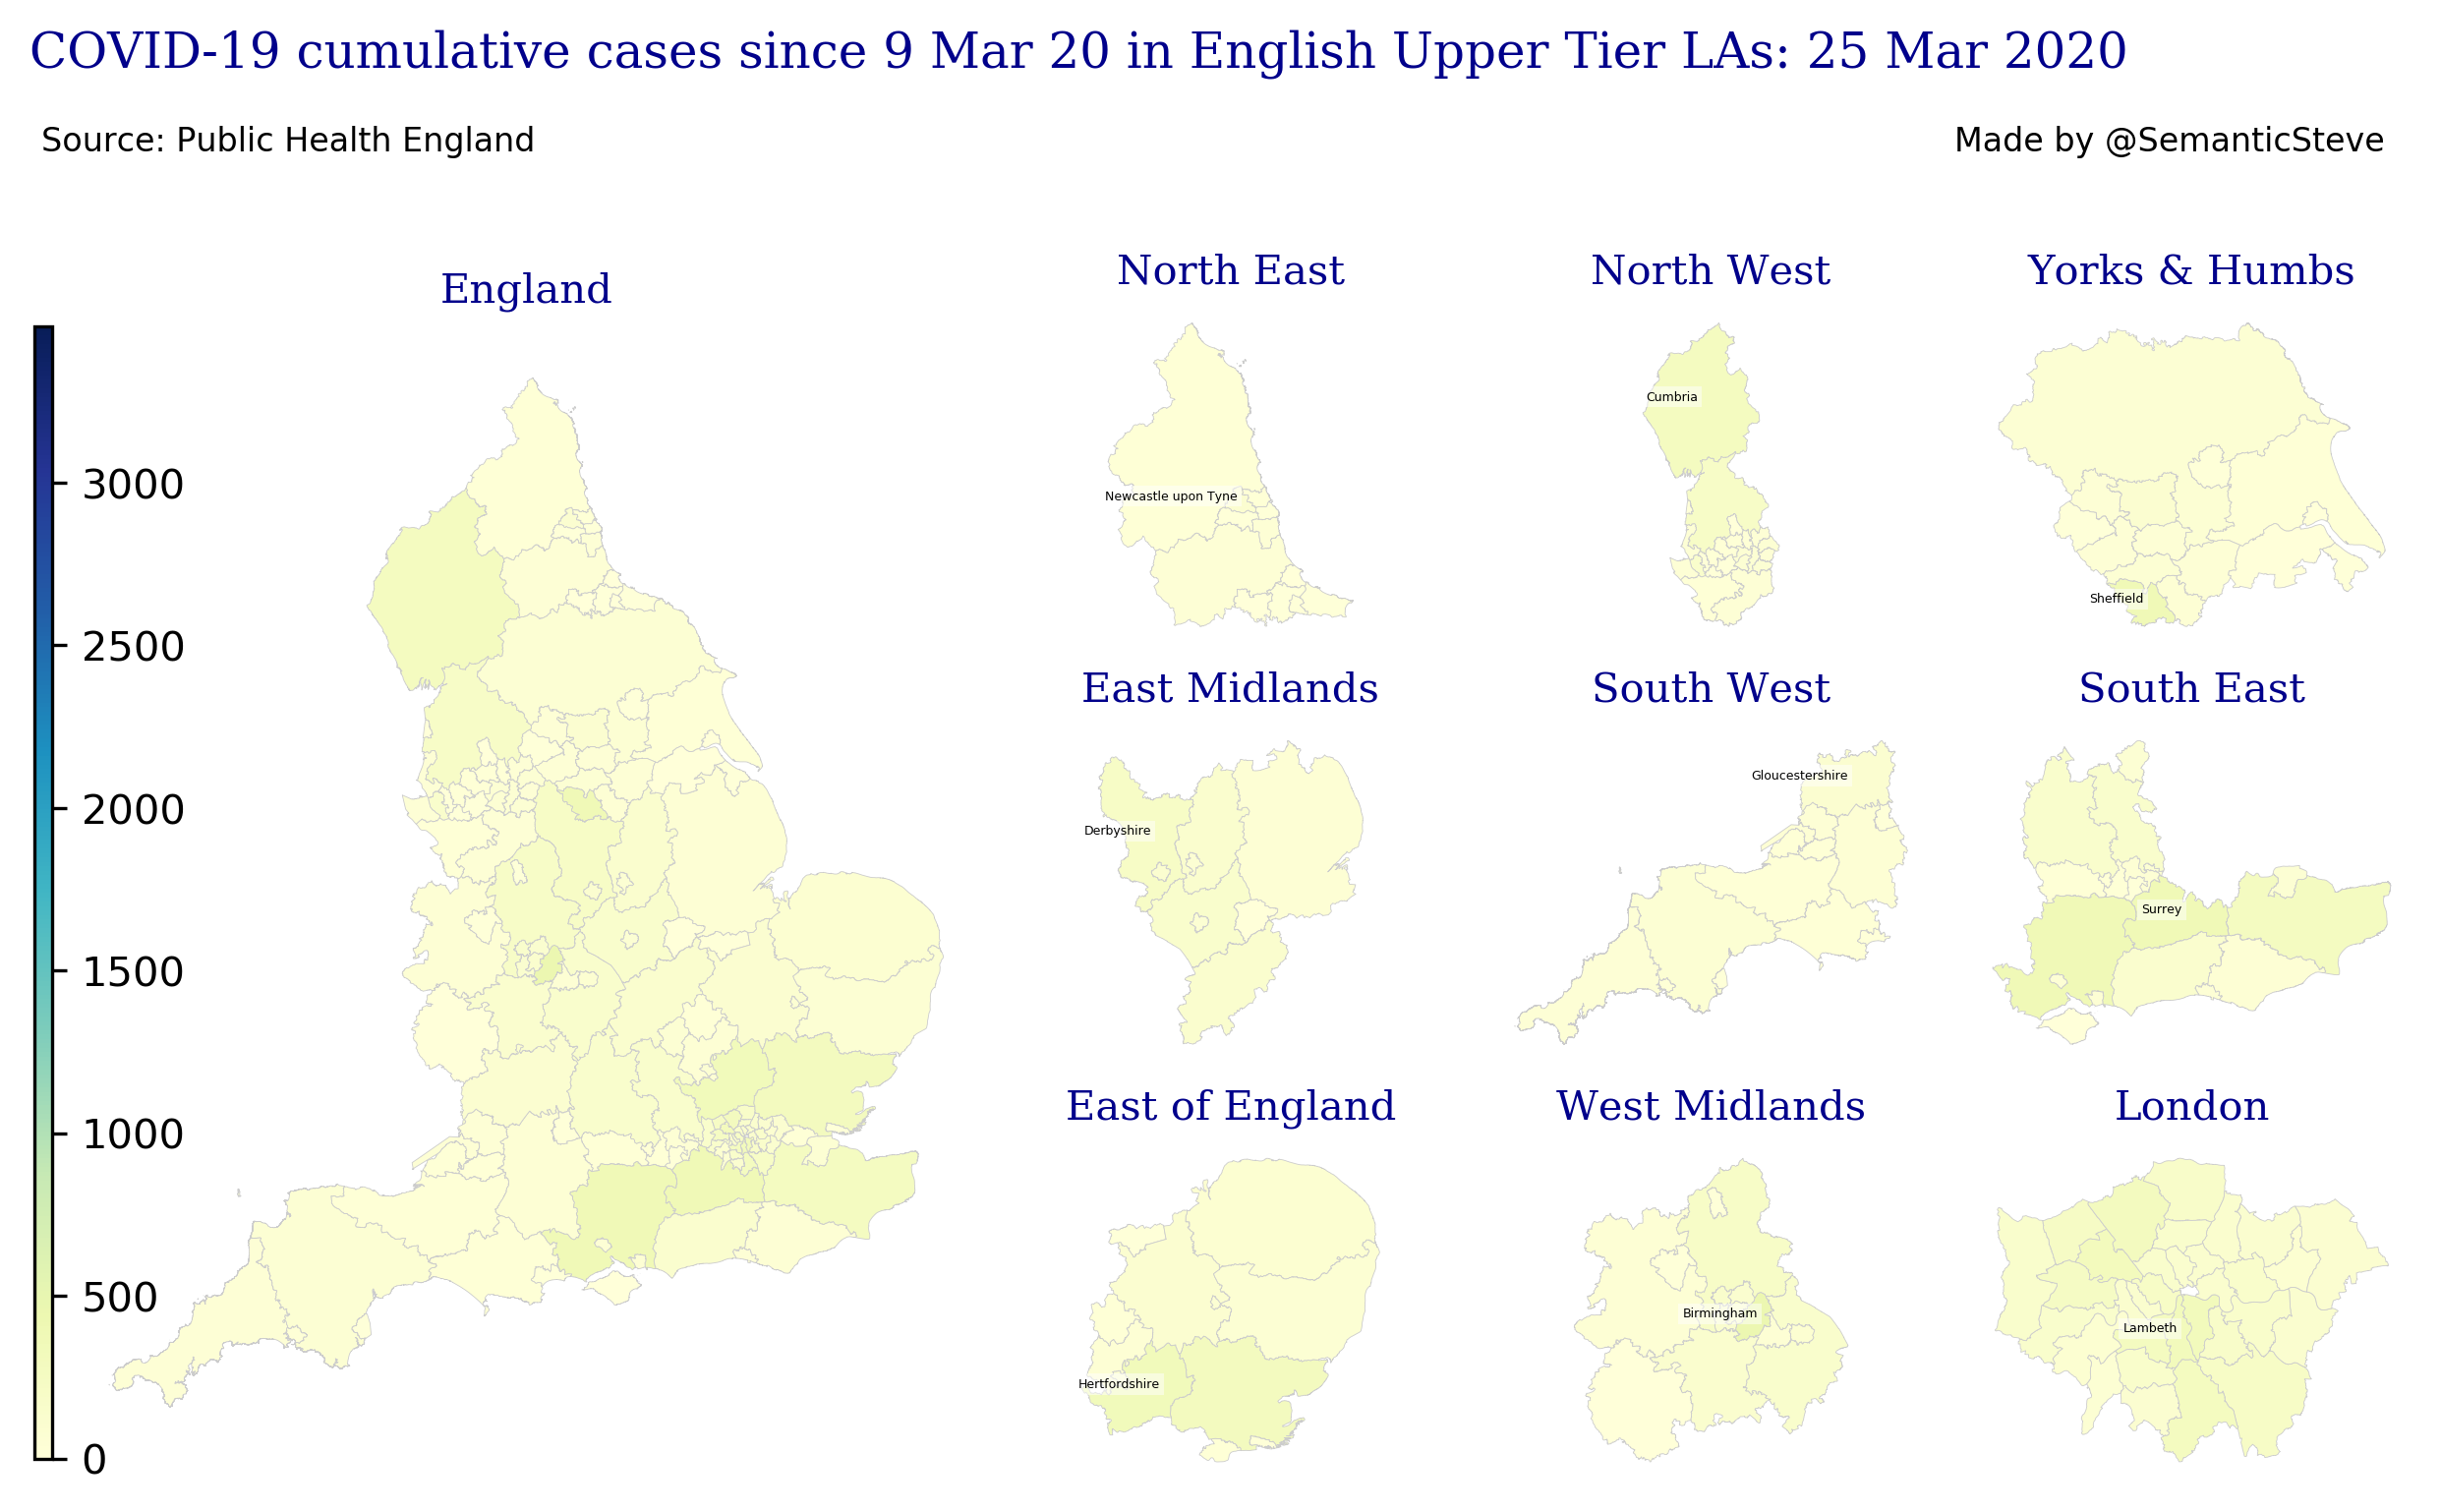 COVID-19 cumulative cases since 9 Mar 20 in English Upper Tier LAs: 25 Mar 2020
Source: Public Health England
Made by @SemanticSteve
England
3000
2500
2000
1500
1000
500
0
North East
Newcastle upon Tyne
North West
Cumbria
Yorks & Humbs
Sheffield
East Midlands
Derbyshire
South West
Gloucestershire
South East
Surrey
East of England
Hertfordshire
West Midlands
Birmingham
London
Lambeth